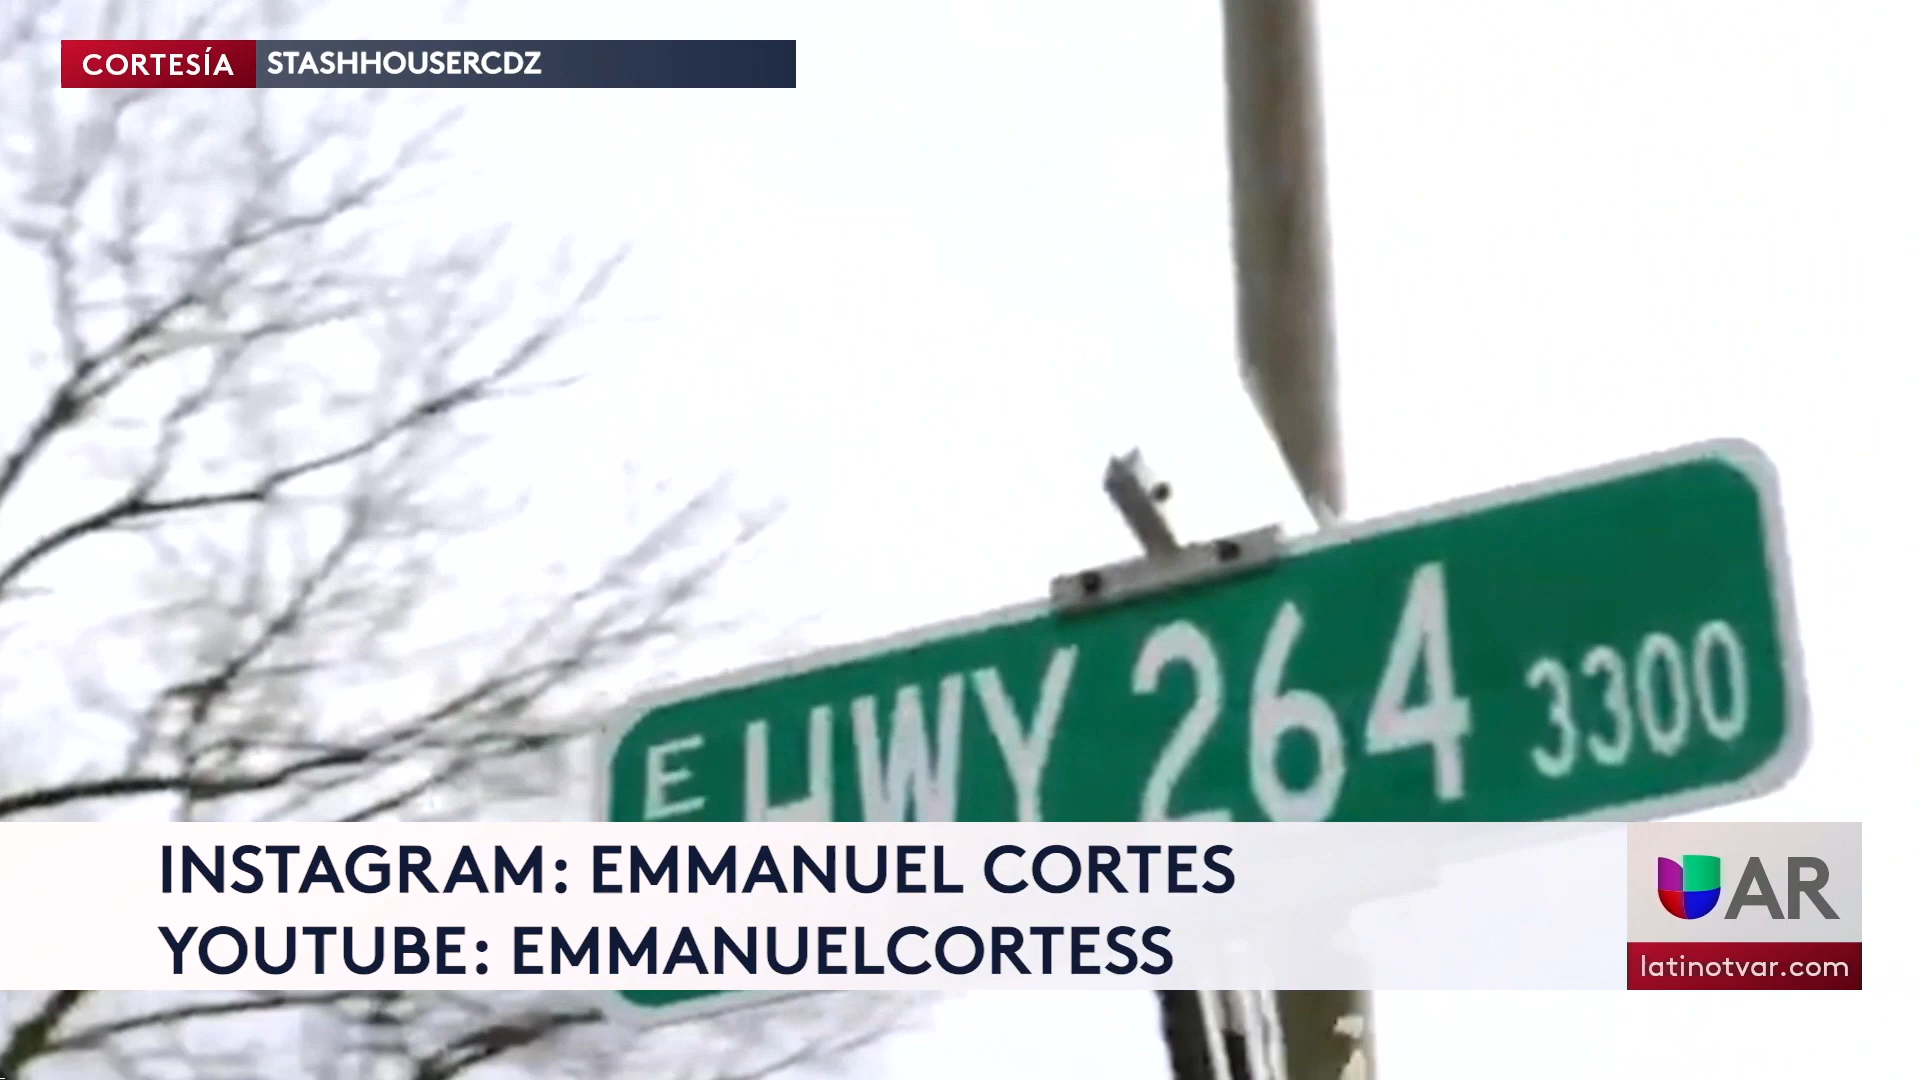 CORTESÍA STASHHOUSERCDZ
E HWY 264 3300
INSTAGRAM: EMMANUEL CORTES
YOUTUBE: EMMANUELCORTESS
AR
latinotvar.com